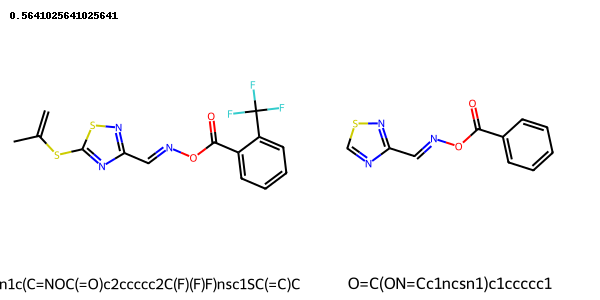 0.5641025641025641
F
F
F
O
S
N
N
S
N
O
O
S
N
N
N
O
n1c(C=NOC(=O)c2ccccc2C(F)(F)F)nsc1SC(=C)C
O=C(ON=Cc1ncsn1)c1ccccc1